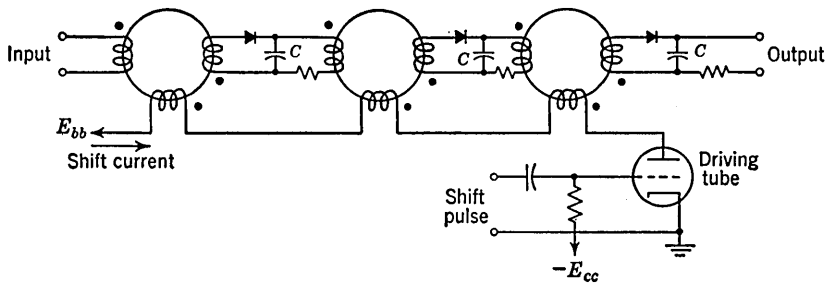 Input
C
C
C
Output
E_bb
Shift current
Driving
tube
Shift
pulse
-E_cc